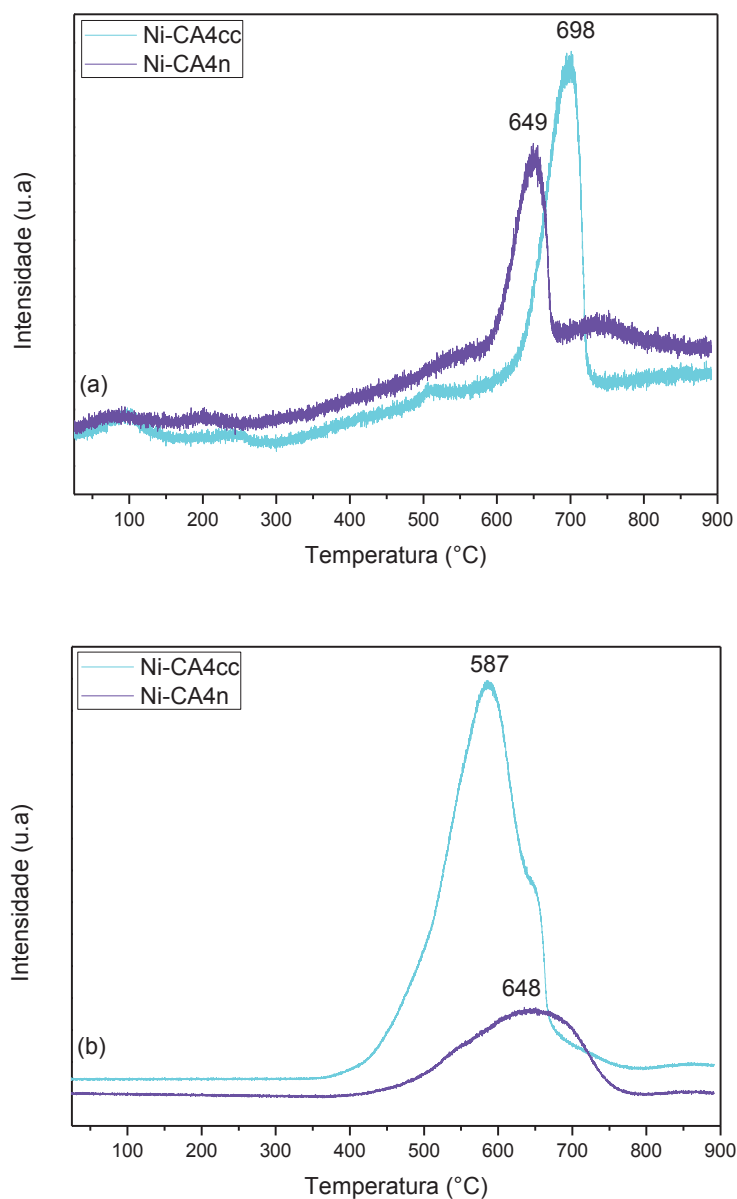 Ni-CA4cc
Ni-CA4n
698
649
Intensidade (u.a)
(a)
100 200 300 400 500 600 700 800 900
Temperatura (°C)
Ni-CA4cc
Ni-CA4n
587
648
Intensidade (u.a)
(b)
100 200 300 400 500 600 700 800 900
Temperatura (°C)